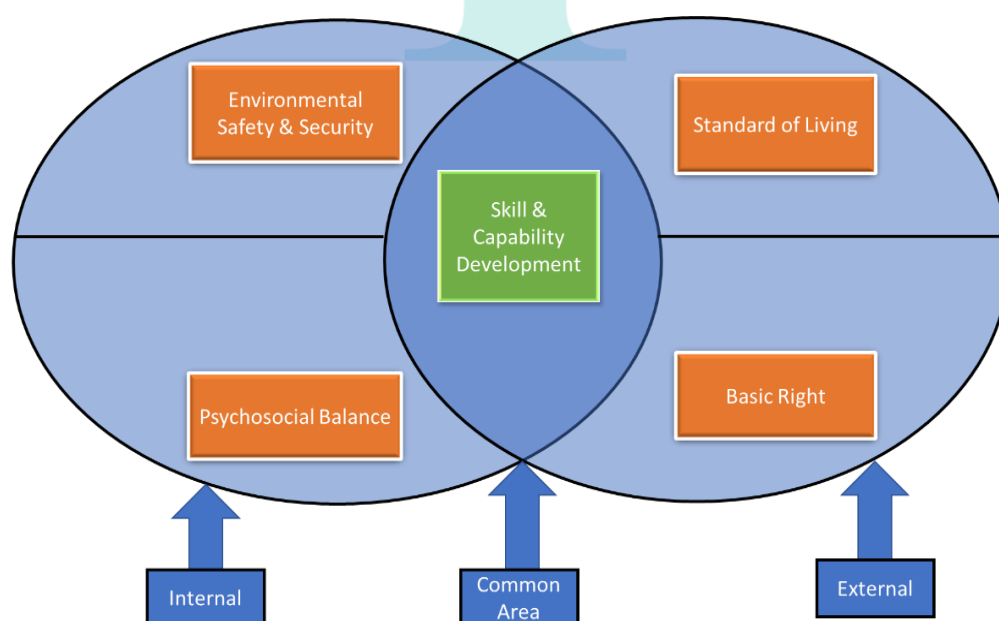 Environmental
Safety & Security
Standard of Living
Skill &
Capability
Development
Psychosocial Balance
Basic Right
Internal
Common
Area
External